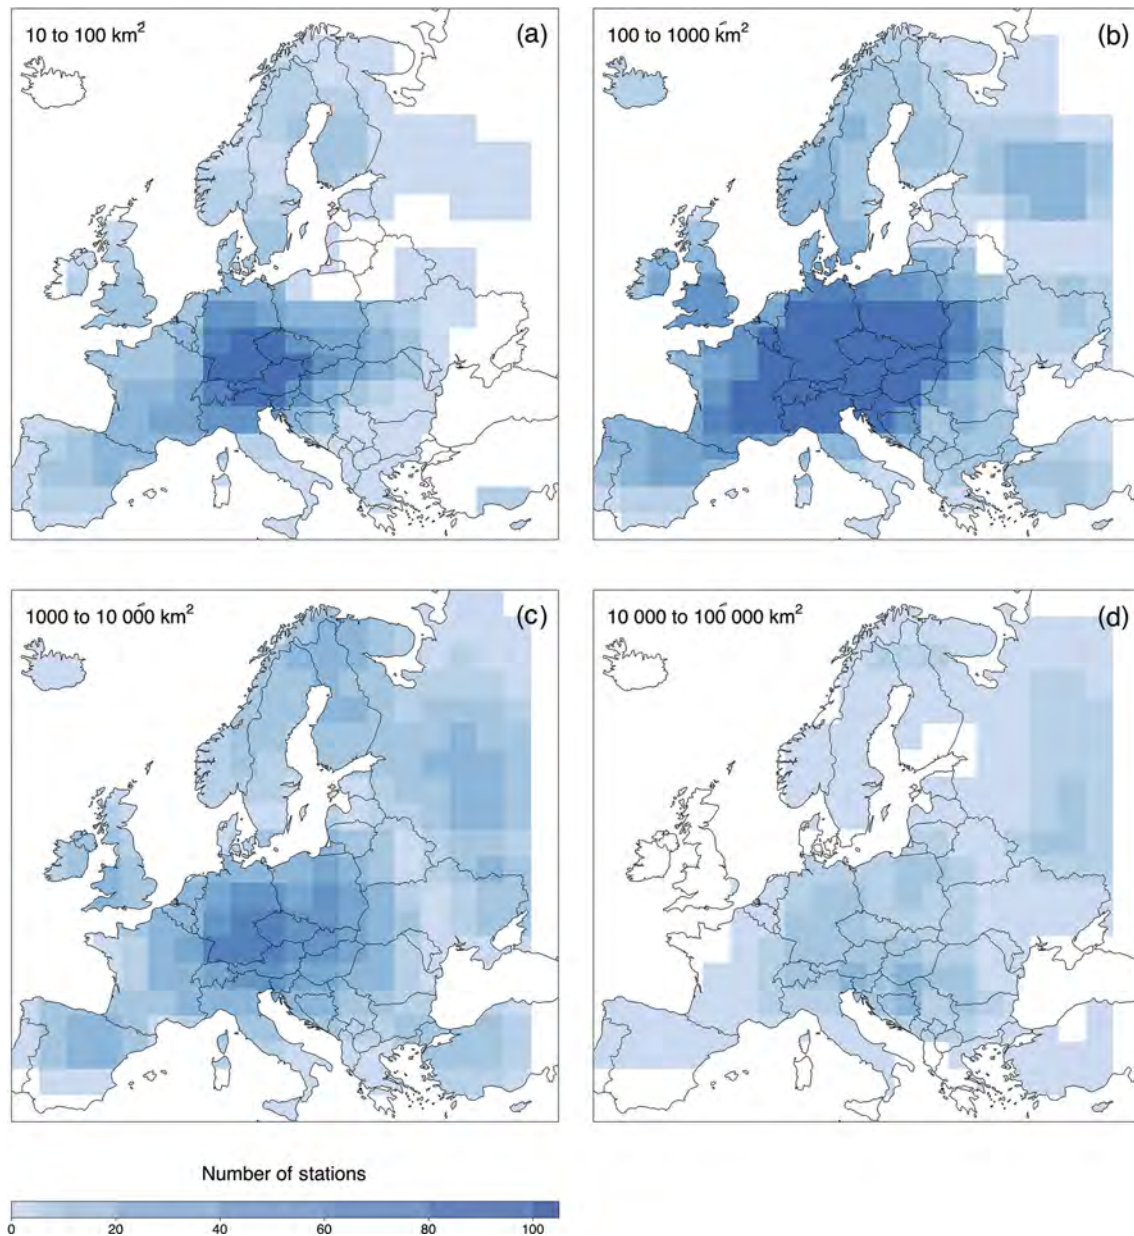 10 to 100 km²
(a)
100 to 1000 km²
(b)
1000 to 10 000 km²
(c)
10 000 to 100 000 km²
(d)
Number of stations
0 20 40 60 80 100